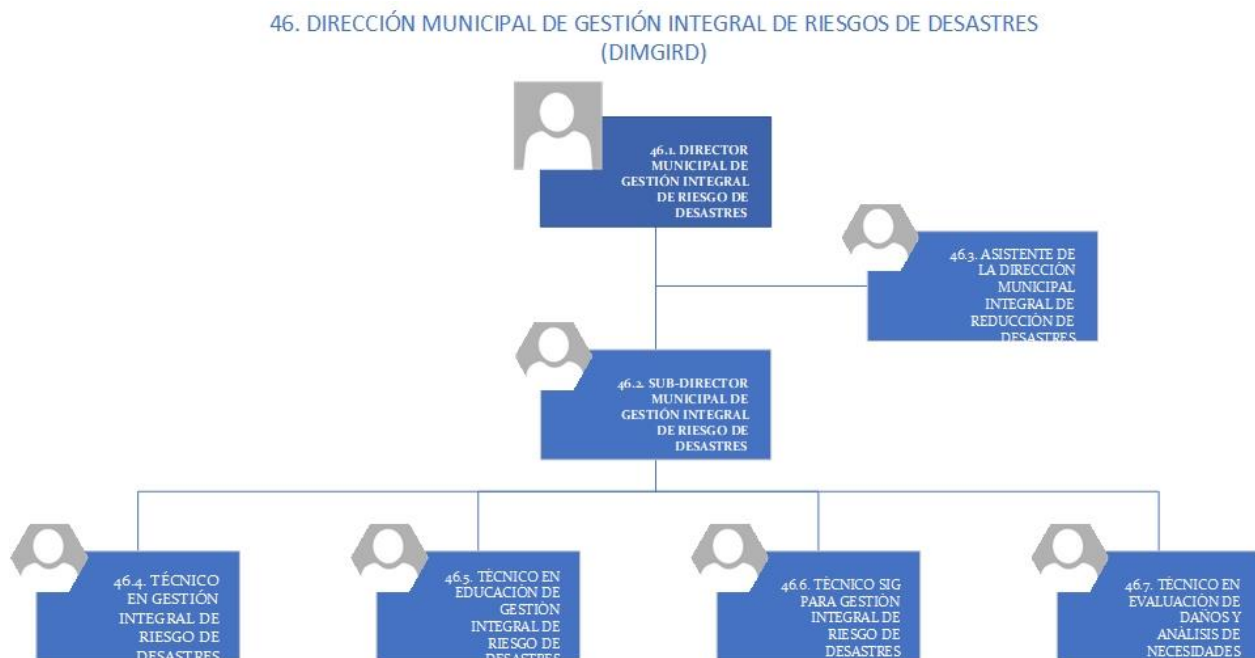 46. DIRECCIÓN MUNICIPAL DE GESTIÓN INTEGRAL DE RIESGOS DE DESASTRES
(DIMGIRD)
46.1. DIRECTOR
MUNICIPAL DE
GESTIÓN INTEGRAL
DE RIESGO DE
DESASTRES
46.3. ASISTENTE DE
LA DIRECCIÓN
MUNICIPAL
INTEGRAL DE
REDUCCIÓN DE
DESASTRES
46.2. SUB-DIRECTOR
MUNICIPAL DE
GESTIÓN INTEGRAL
DE RIESGO DE
DESASTRES
46.4. TÉCNICO
EN GESTIÓN
INTEGRAL DE
RIESGO DE
DESASTRES
46.5. TÉCNICO EN
EDUCACIÓN DE
GESTIÓN
INTEGRAL DE
RIESGO DE
DESASTRES
46.6. TÉCNICO SIG
PARA GESTIÓN
INTEGRAL DE
RIESGO DE
DESASTRES
46.7. TÉCNICO EN
EVALUACIÓN DE
DAÑOS Y
ANÁLISIS DE
NECESIDADES